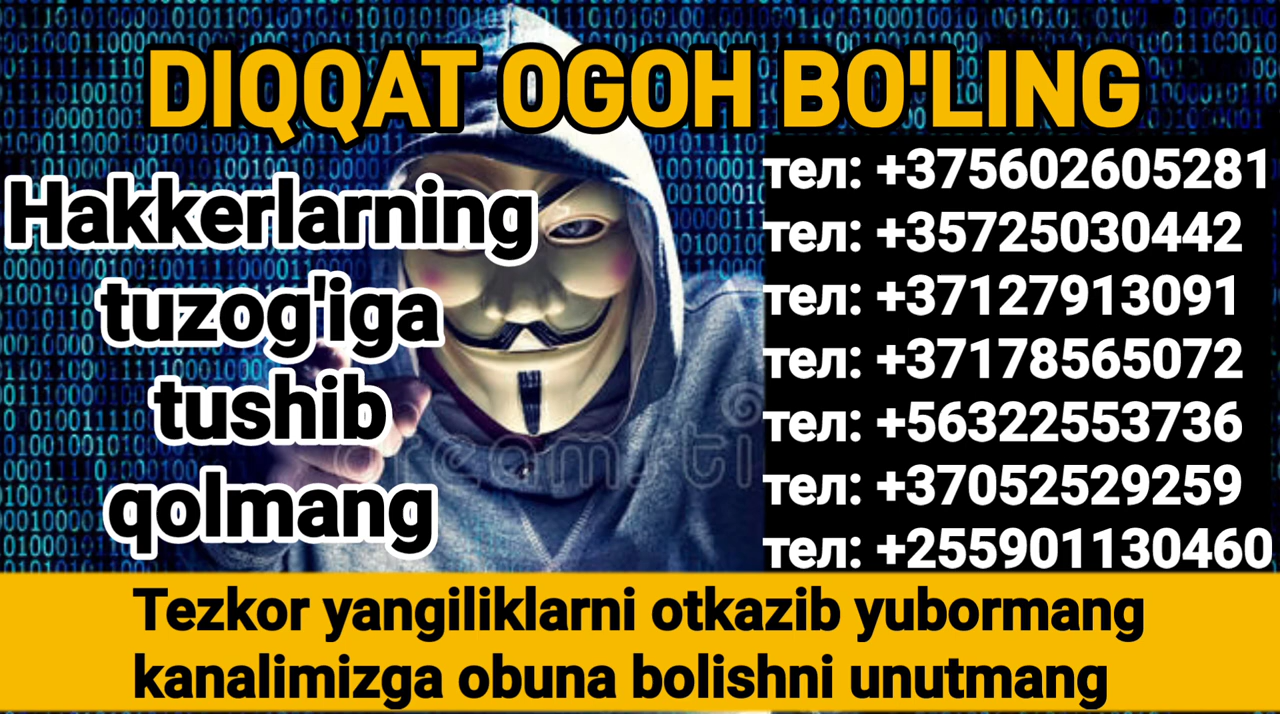 DIQQAT OGOH BO'LING
Hakkerlarning
tuzog'iga
tushib
qolmang
тел: +375602605281
тел: +35725030442
тел: +37127913091
тел: +37178565072
тел: +56322553736
тел: +37052529259
тел: +255901130460
Tezkor yangiliklarni otkazib yubormang
kanalimizga obuna bolishni unutmang